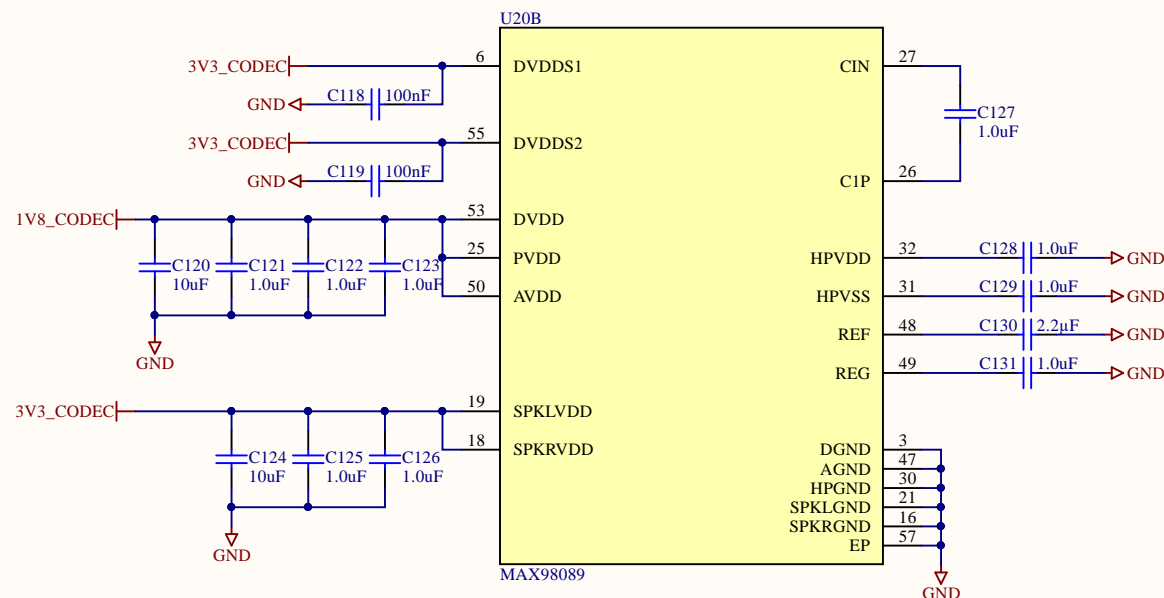 U20B
3V3_CODEC 6 DVDDS1 CIN 27
GND C118 100nF
C127
1.0uF
3V3_CODEC 55 DVDDS2
GND C119 100nF C1P 26
1V8_CODEC 53 DVDD
25 PVDD HPVDD 32 C128 1.0uF GND
C120 C121 C122 C123
10uF 1.0uF 1.0uF 1.0uF
50 AVDD HPVSS 31 C129 1.0uF GND
REF 48 C130 2.2µF GND
GND
REG 49 C131 1.0uF GND
3V3_CODEC 19 SPKLVDD
18 SPKRVDD DGND 3
C124 C125 C126
10uF 1.0uF 1.0uF
AGND 47
HPGND 30
SPKLGND 21
SPKRGND 16
EP 57
GND
MAX98089
GND